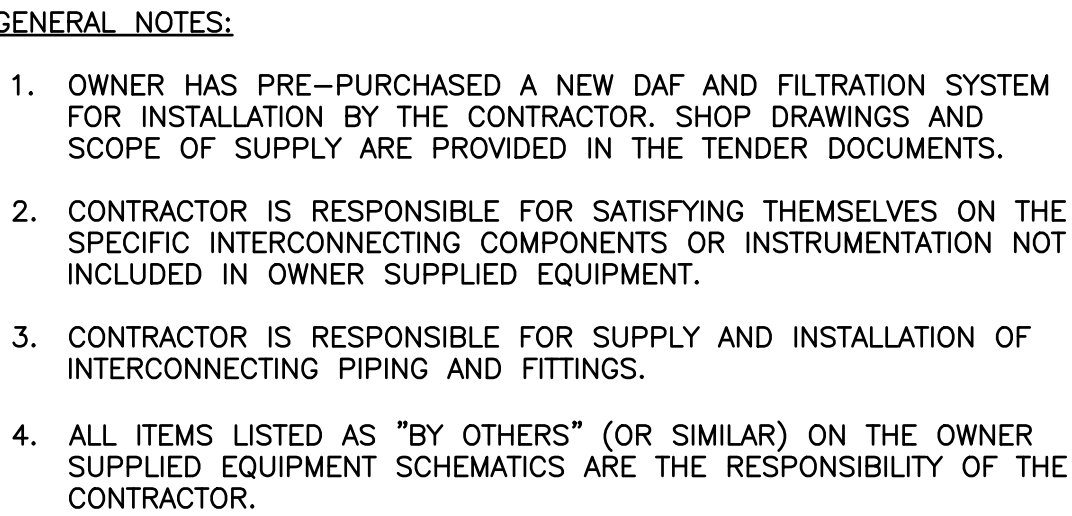 GENERAL NOTES:
1. OWNER HAS PRE-PURCHASED A NEW DAF AND FILTRATION SYSTEM
FOR INSTALLATION BY THE CONTRACTOR. SHOP DRAWINGS AND
SCOPE OF SUPPLY ARE PROVIDED IN THE TENDER DOCUMENTS.
2. CONTRACTOR IS RESPONSIBLE FOR SATISFYING THEMSELVES ON THE
SPECIFIC INTERCONNECTING COMPONENTS OR INSTRUMENTATION NOT
INCLUDED IN OWNER SUPPLIED EQUIPMENT.
3. CONTRACTOR IS RESPONSIBLE FOR SUPPLY AND INSTALLATION OF
INTERCONNECTING PIPING AND FITTINGS.
4. ALL ITEMS LISTED AS "BY OTHERS" (OR SIMILAR) ON THE OWNER
SUPPLIED EQUIPMENT SCHEMATICS ARE THE RESPONSIBILITY OF THE
CONTRACTOR.